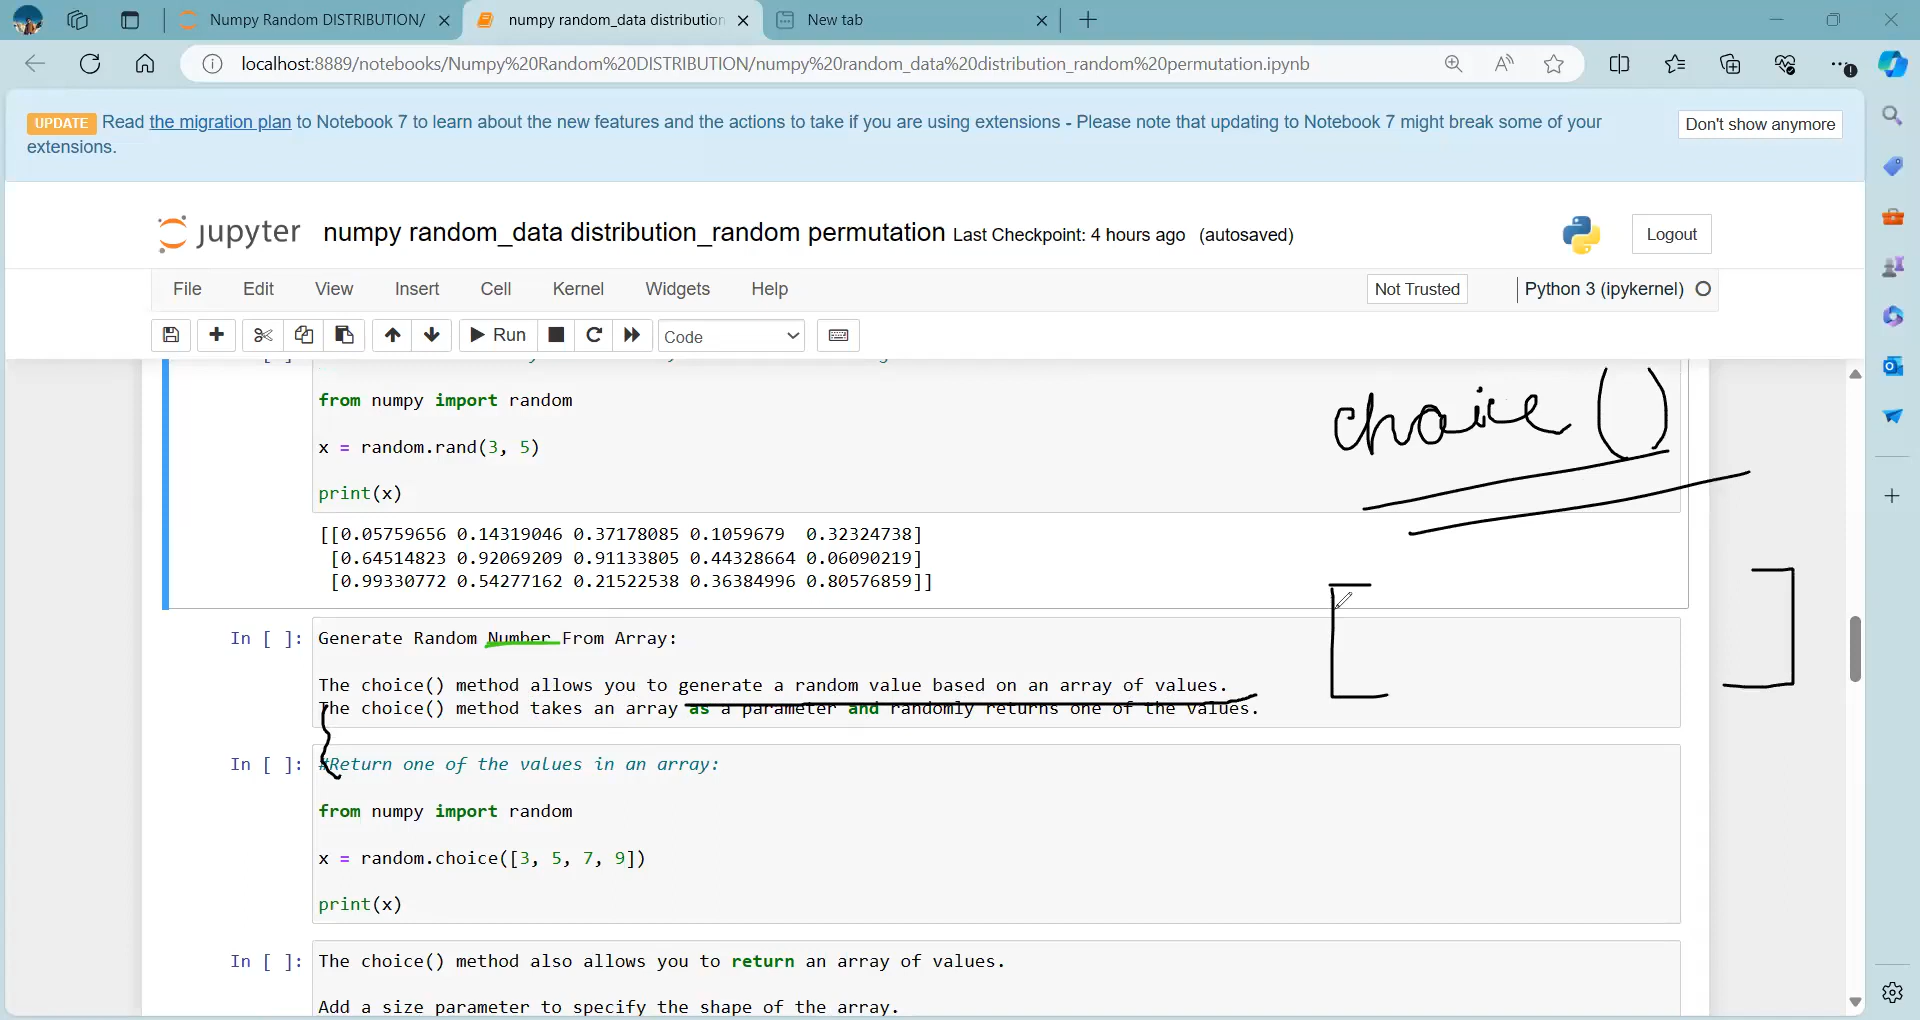 Numpy Random DISTRIBUTION/
numpy random_data distribution
New tab
localhost:8889/notebooks/Numpy%20Random%20DISTRIBUTION/numpy%20random_data%20distribution_random%20permutation.ipynb
UPDATE Read the migration plan to Notebook 7 to learn about the new features and the actions to take if you are using extensions - Please note that updating to Notebook 7 might break some of your
extensions.
Don't show anymore
jupyter numpy random_data distribution_random permutation Last Checkpoint: 4 hours ago (autosaved)
Logout
File Edit View Insert Cell Kernel Widgets Help
Not Trusted Python 3 (ipykernel)
Run Code
from numpy import random
choice ()
x = random.rand(3, 5)
print(x)
[[0.05759656 0.14319046 0.37178085 0.1059679 0.32324738]
[0.64514823 0.92069209 0.91133805 0.44328664 0.06090219]
[0.99330772 0.54277162 0.21522538 0.36384996 0.80576859]]
[ ]
In [ ]: Generate Random Number From Array:
The choice() method allows you to generate a random value based on an array of values.
The choice() method takes an array as a parameter and randomly returns one of the values.
In [ ]: #Return one of the values in an array:
from numpy import random
x = random.choice([3, 5, 7, 9])
print(x)
In [ ]: The choice() method also allows you to return an array of values.
Add a size parameter to specify the shape of the array.